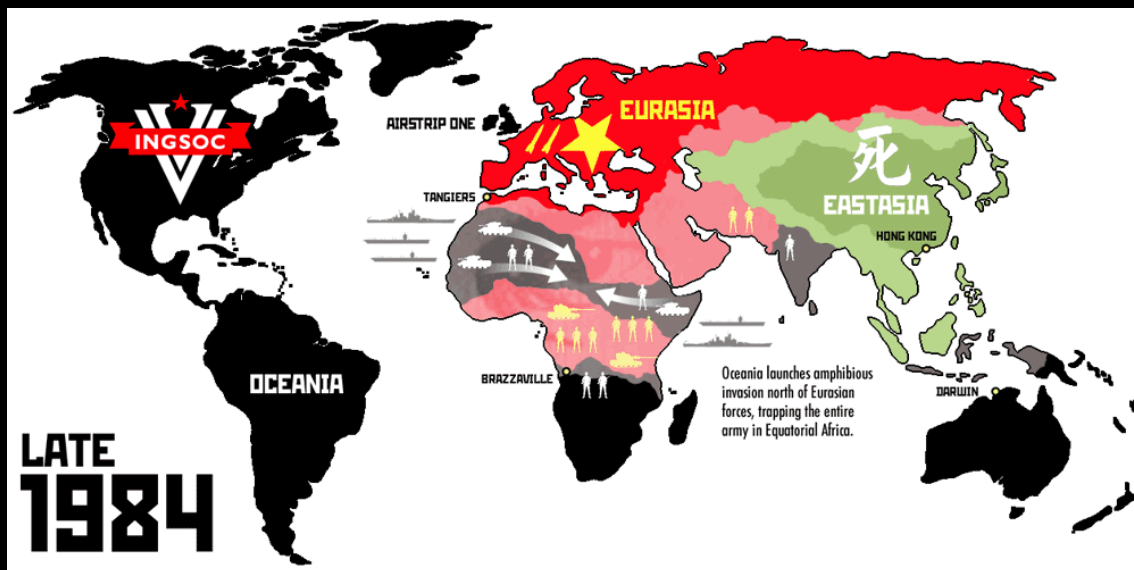 INGSOC
AIRSTRIP ONE
EURASIA
死
EASTASIA
TANGIERS
HONG KONG
OCEANIA
BRAZZAVILLE
Oceania launches amphibious
invasion north of Eurasian
forces, trapping the entire
army in Equatorial Africa.
DARWIN
LATE
1984